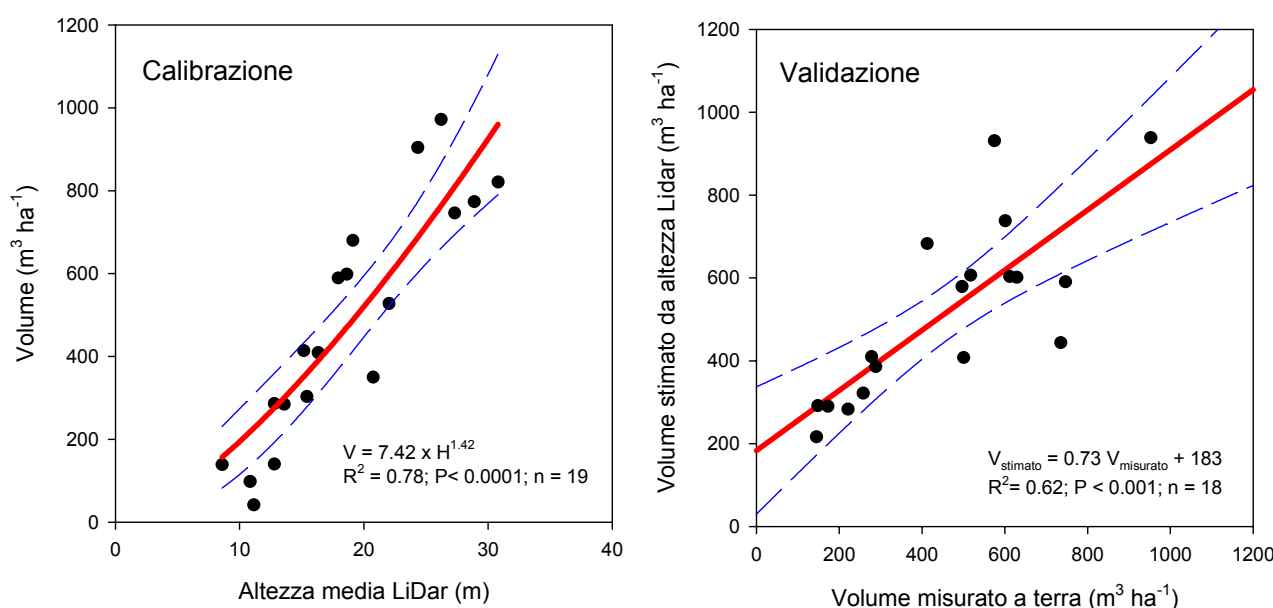 Calibrazione
1200
1000
800
600
400
200
0
Volume (m³ ha⁻¹)
V = 7.42 x H^1.42
R² = 0.78; P< 0.0001; n = 19
0 10 20 30 40
Altezza media LiDar (m)
Validazione
1200
1000
800
600
400
200
0
Volume stimato da altezza Lidar (m³ ha⁻¹)
V_stimato = 0.73 V_misurato + 183
R²= 0.62; P < 0.001; n = 18
0 200 400 600 800 1000 1200
Volume misurato a terra (m³ ha⁻¹)